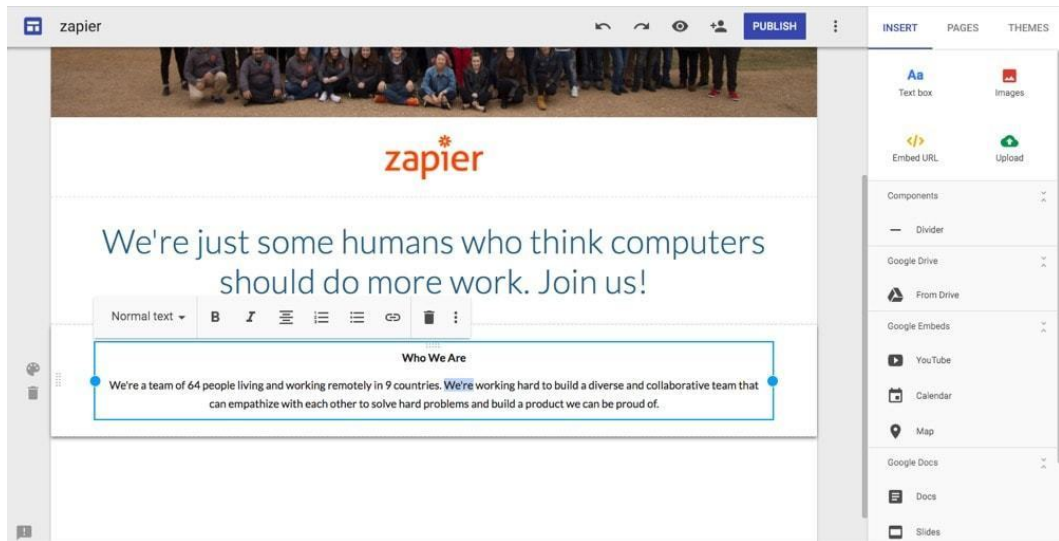 zapier
PUBLISH
INSERT PAGES THEMES
Aa
Text box Images
</>
Embed URL Upload
Components
Divider
Google Drive
From Drive
Google Embeds
YouTube
Calendar
Map
Google Docs
Docs
Slides
zapier
We're just some humans who think computers
should do more work. Join us!
Normal text B I
Who We Are
We're a team of 64 people living and working remotely in 9 countries. We're working hard to build a diverse and collaborative team that
can empathize with each other to solve hard problems and build a product we can be proud of.